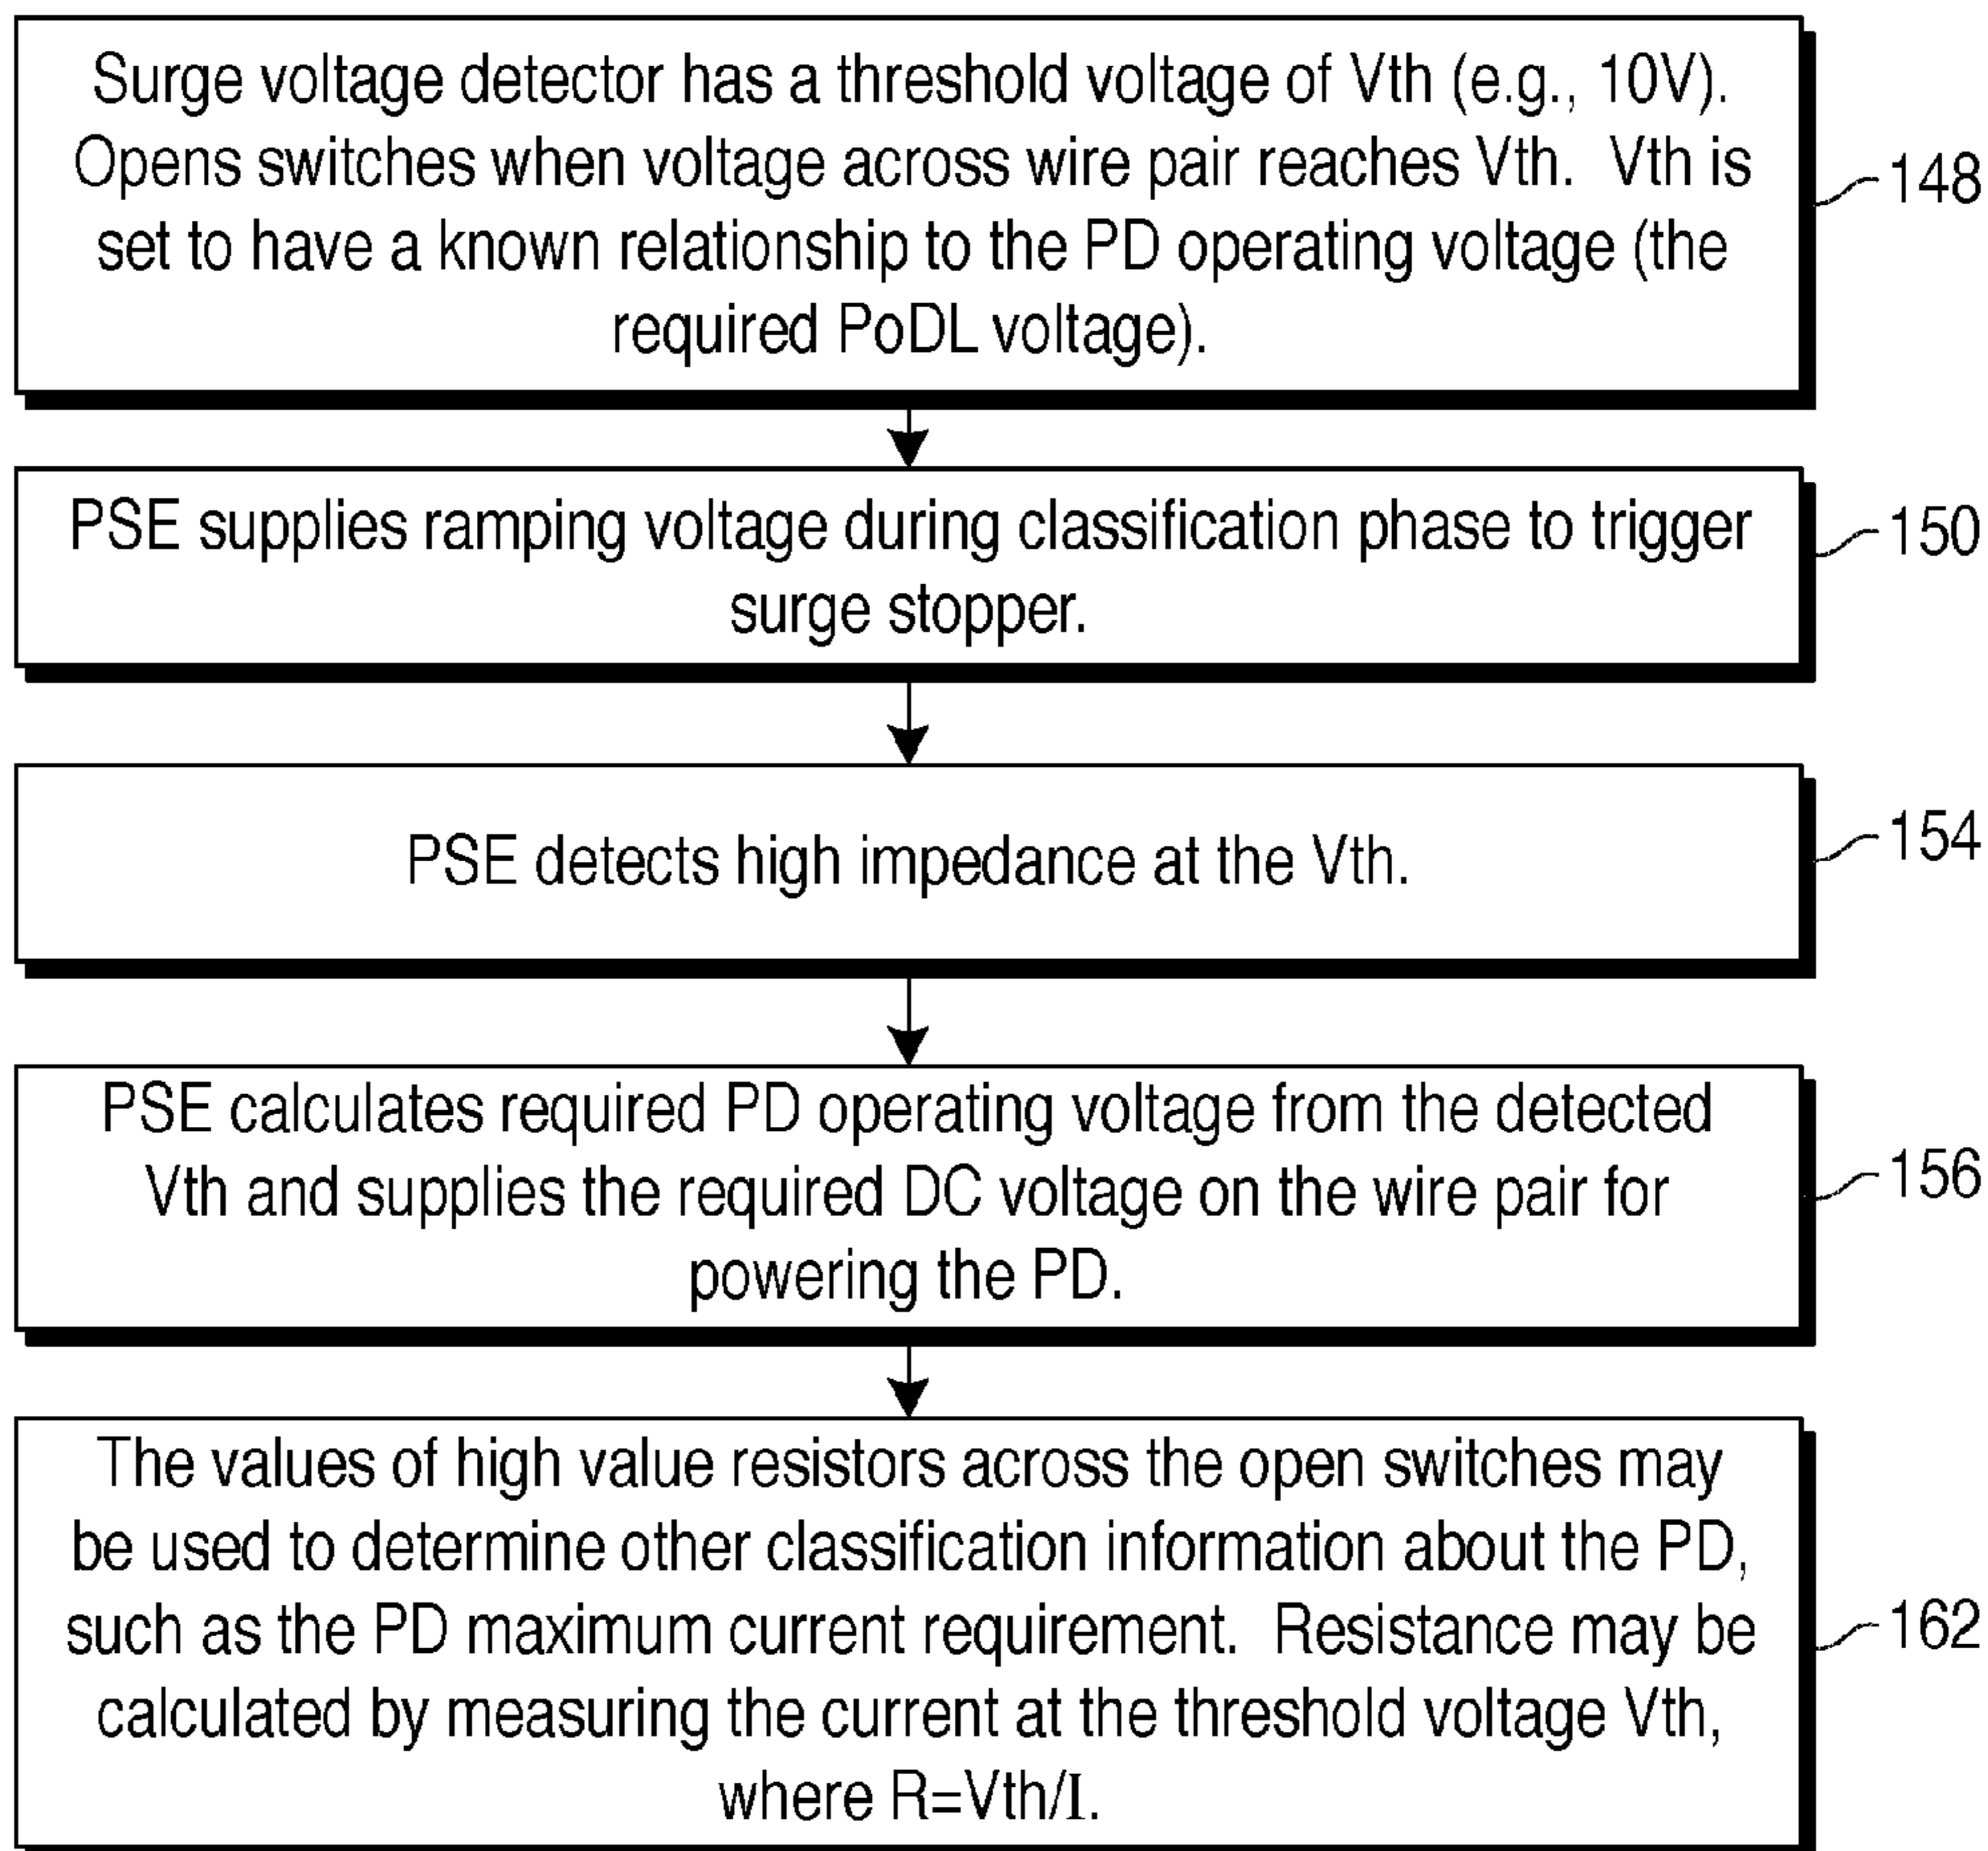 Surge voltage detector has a threshold voltage of Vth (e.g., 10V).
Opens switches when voltage across wire pair reaches Vth. Vth is
set to have a known relationship to the PD operating voltage (the
required PoDL voltage).
148
PSE supplies ramping voltage during classification phase to trigger
surge stopper.
150
PSE detects high impedance at the Vth.
154
PSE calculates required PD operating voltage from the detected
Vth and supplies the required DC voltage on the wire pair for
powering the PD.
156
The values of high value resistors across the open switches may
be used to determine other classification information about the PD,
such as the PD maximum current requirement. Resistance may be
calculated by measuring the current at the threshold voltage Vth,
where R=Vth/I.
162